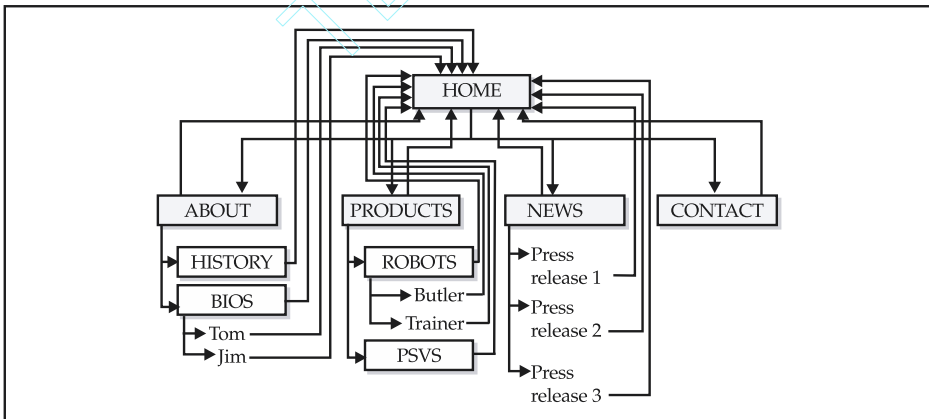 HOME
ABOUT
PRODUCTS
NEWS
CONTACT
HISTORY
BIOS
Tom
Jim
ROBOTS
Butler
Trainer
PSVS
Press
release 1
Press
release 2
Press
release 3